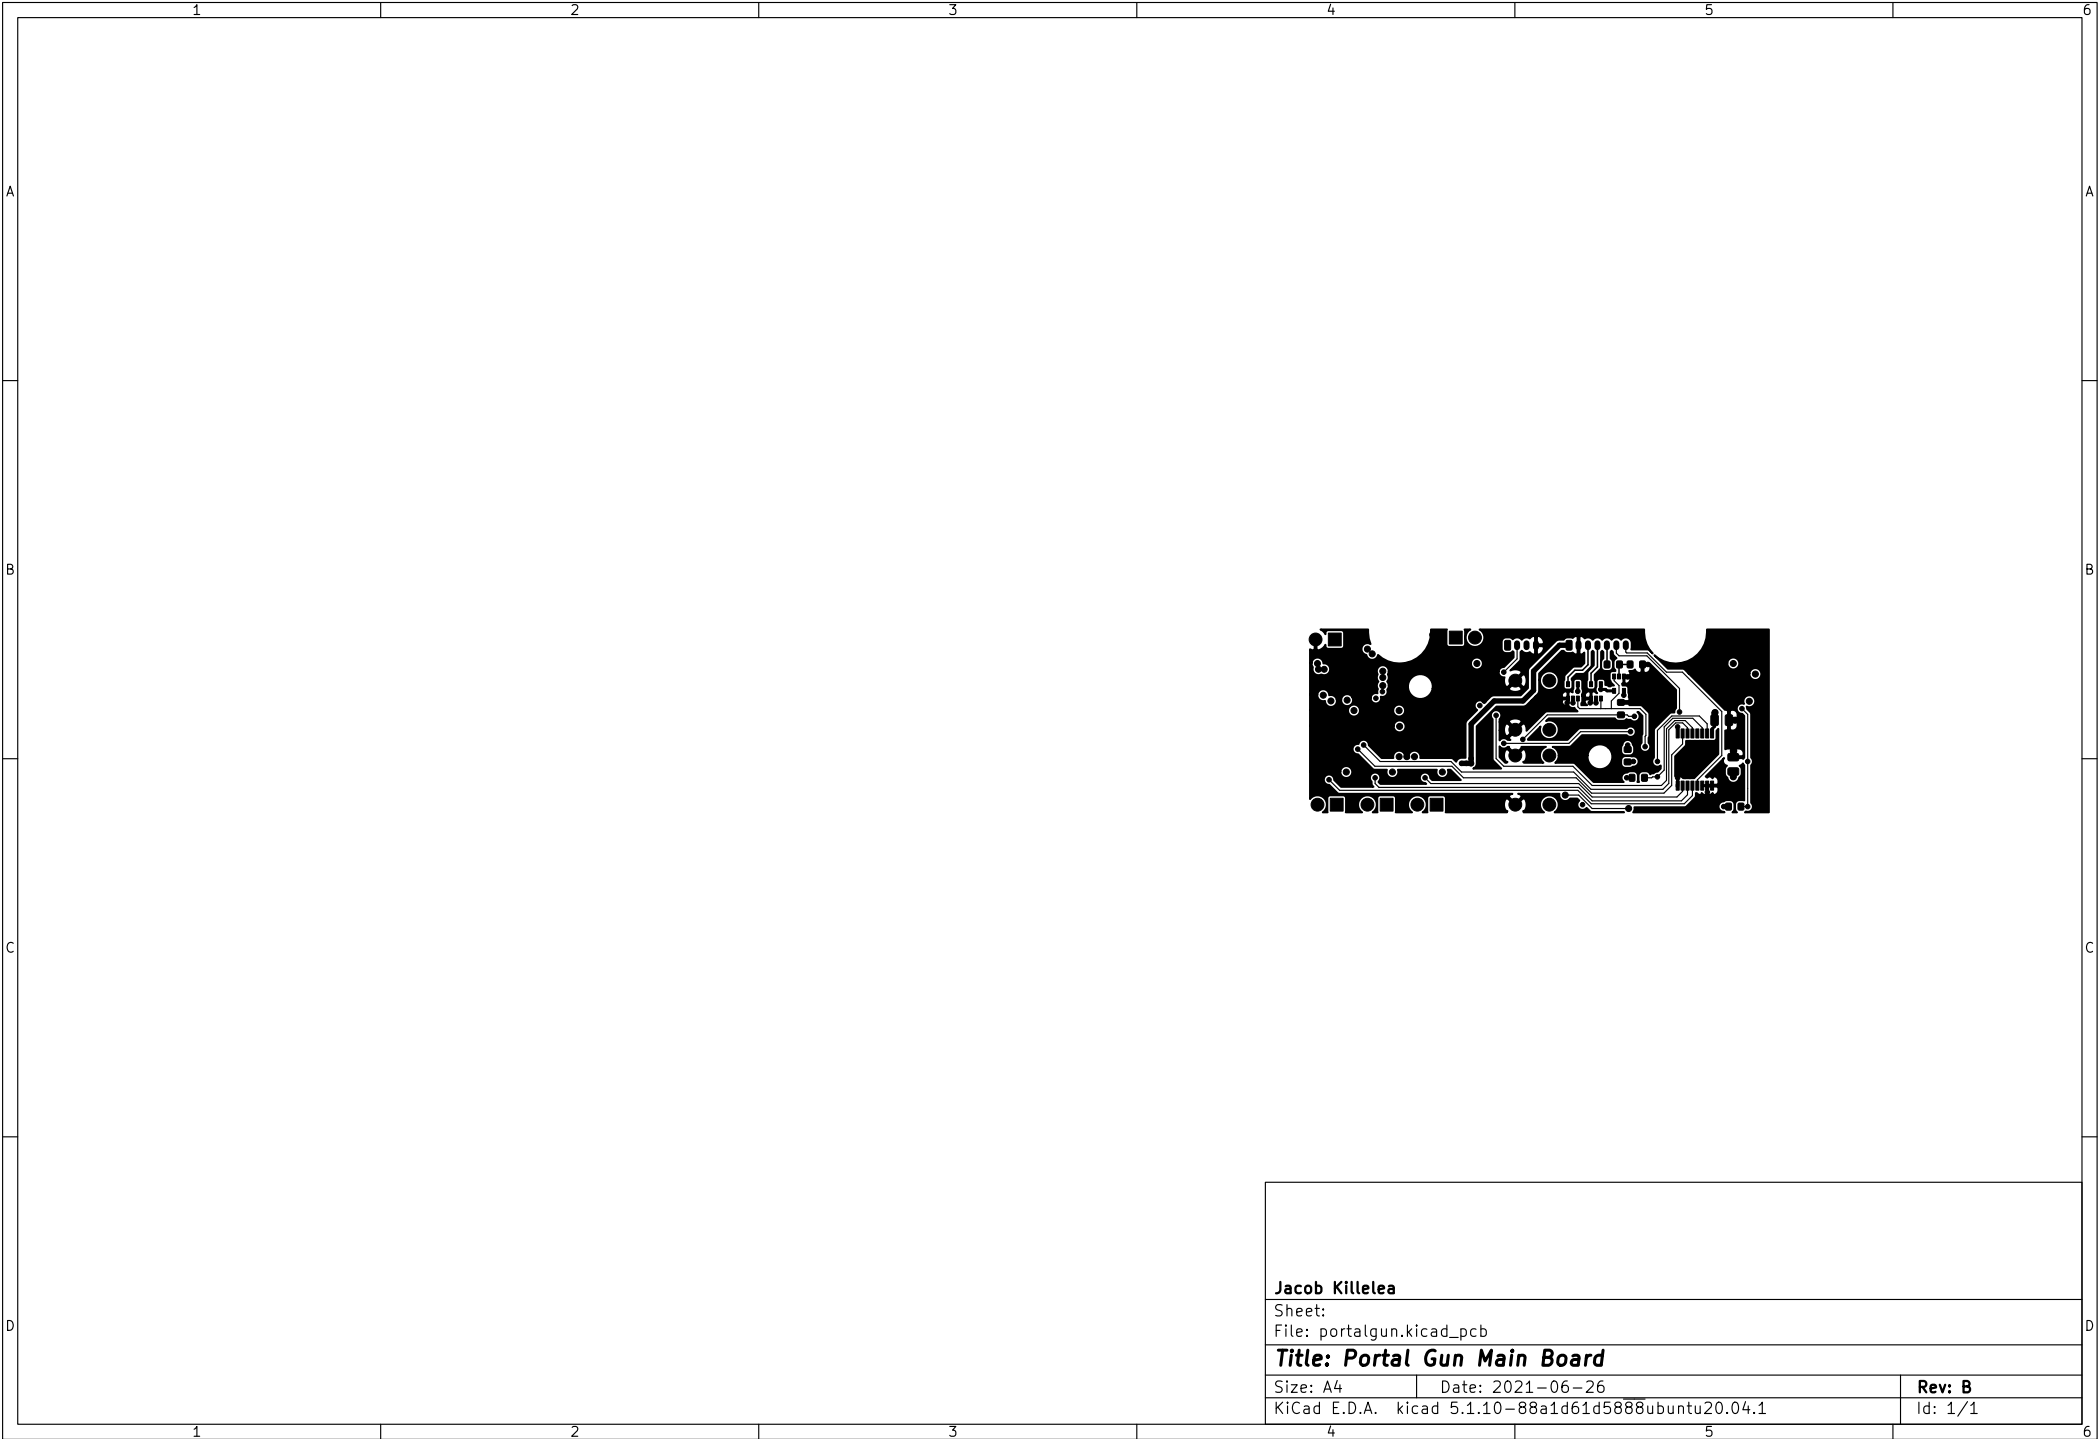 1 2 3 4 5 6
A A
B B
C C
Jacob Killelea
Sheet:
File: portalgun.kicad_pcb
D D
Title: Portal Gun Main Board
Size: A4 Date: 2021-06-26 Rev: B
KiCad E.D.A. kicad 5.1.10-88a1d61d5888ubuntu20.04.1 Id: 1/1
1 2 3 4 5 6